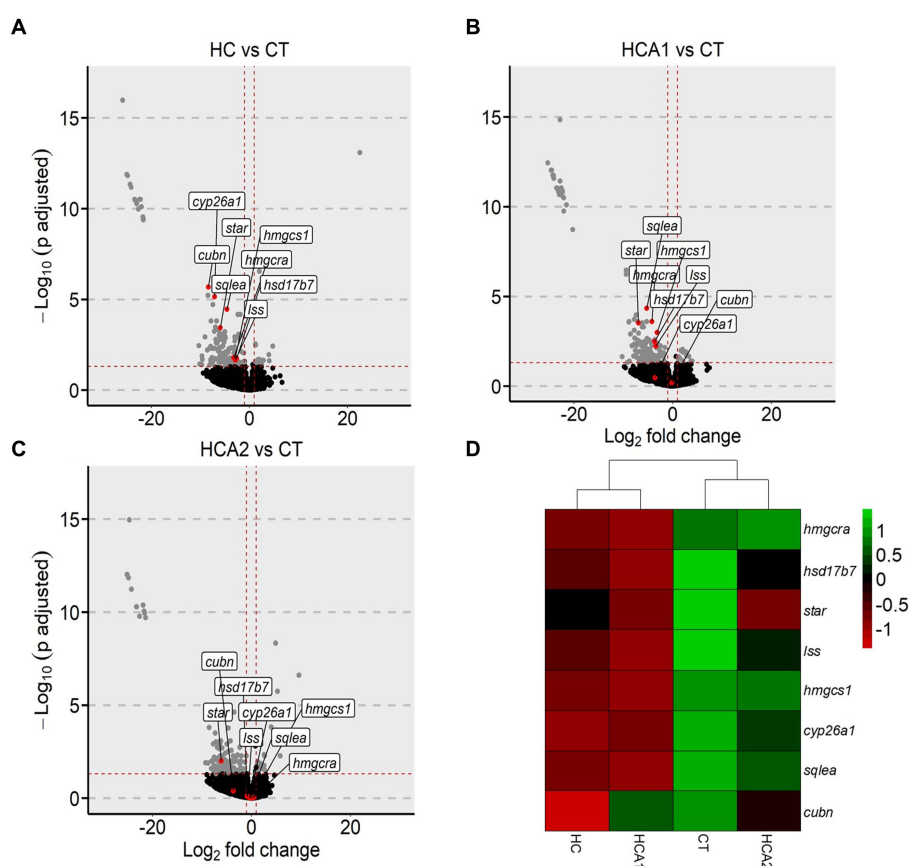 A
HC vs CT
−Log10 (p adjusted)
15
10
5
0
-20
0
20
cyp26a1
star
hmgcs1
cubn
hmgcra
sqlea
hsd17b7
lss
B
HCA1 vs CT
15
10
5
0
-20
0
20
Log2 fold change
sqlea
star
hmgcs1
hmgcra
lss
hsd17b7
cubn
cyp26a1
C
HCA2 vs CT
−Log10 (p adjusted)
15
10
5
0
-20
0
20
Log2 fold change
cubn
hsd17b7
star
cyp26a1
hmgcs1
lss
sqlea
hmgcra
D
hmgcra
hsd17b7
star
lss
hmgcs1
cyp26a1
sqlea
cubn
HC
HCA1
CT
HCA2
1
0.5
0
-0.5
-1